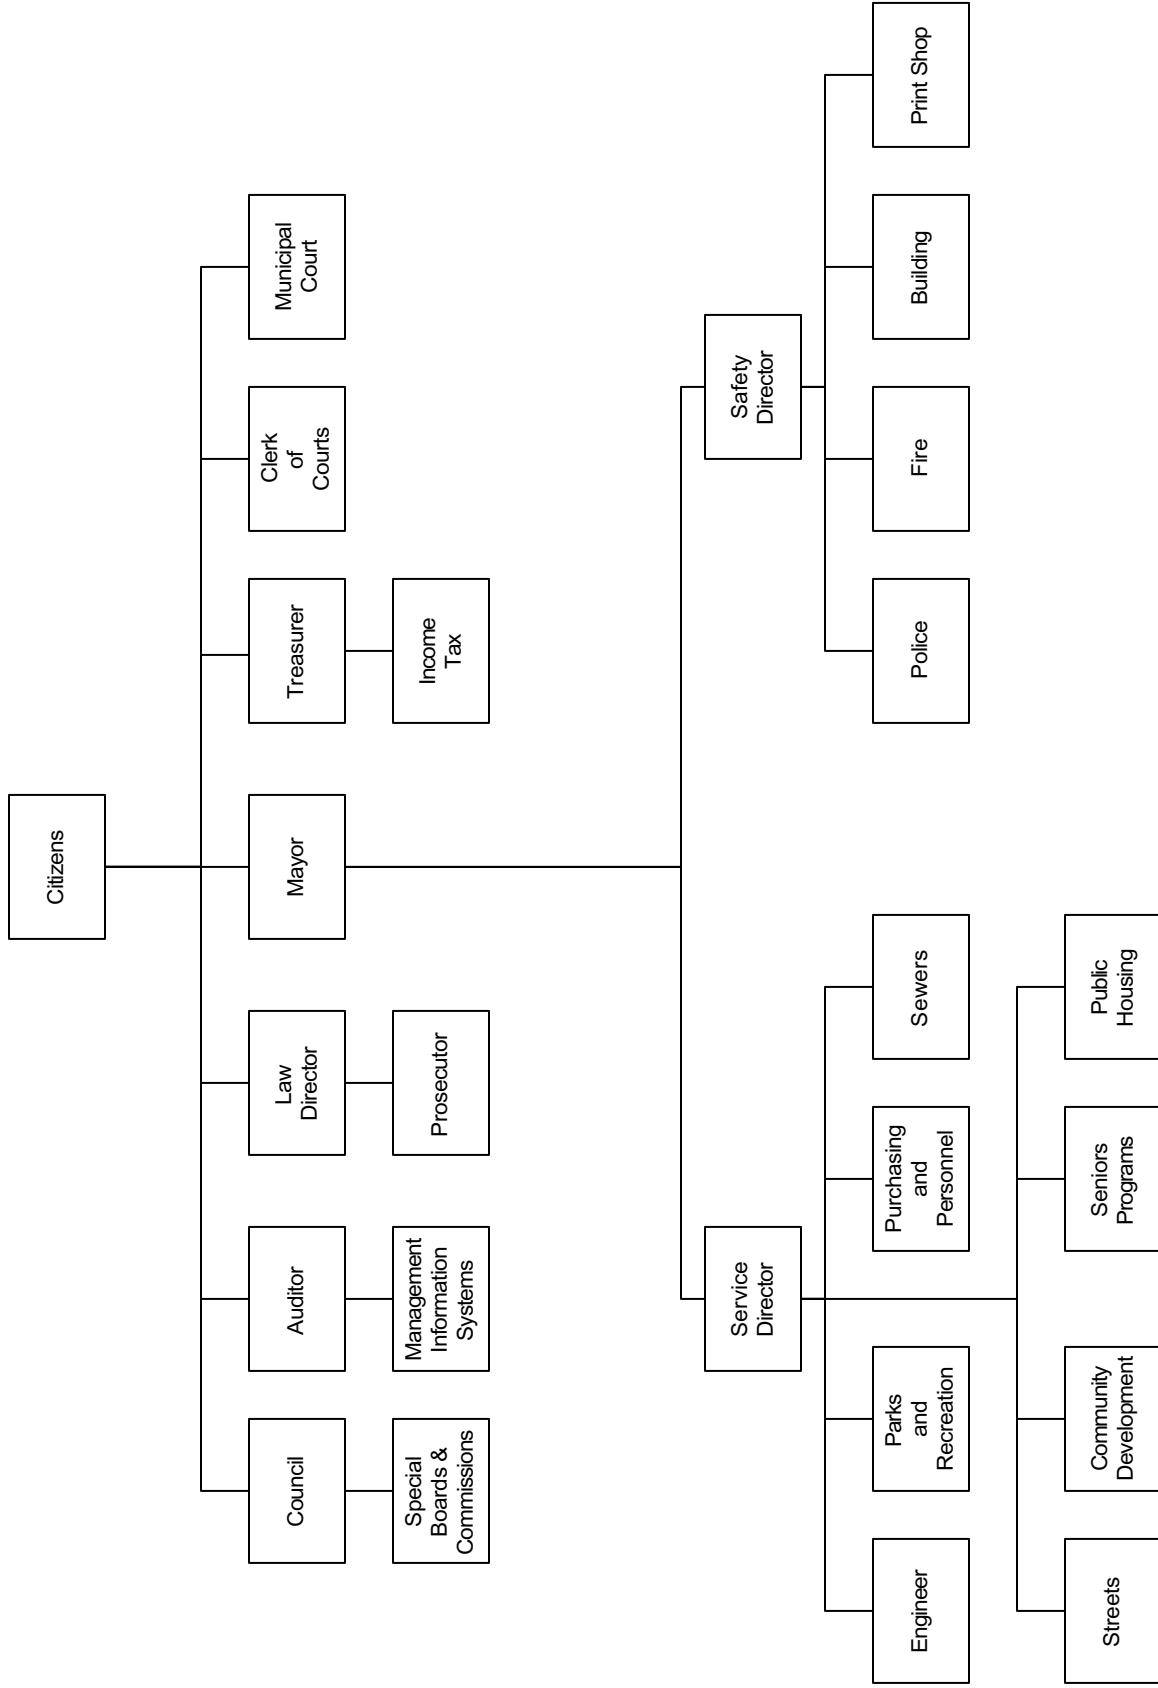 Citizens
Council
Auditor
Law
Director
Mayor
Treasurer
Clerk
of
Courts
Municipal
Court
Special
Boards &
Commissions
Management
Information
Systems
Prosecutor
Income
Tax
Service
Director
Safety
Director
Engineer
Parks
and
Recreation
Purchasing
and
Personnel
Sewers
Police
Fire
Building
Print Shop
Streets
Community
Development
Seniors
Programs
Public
Housing